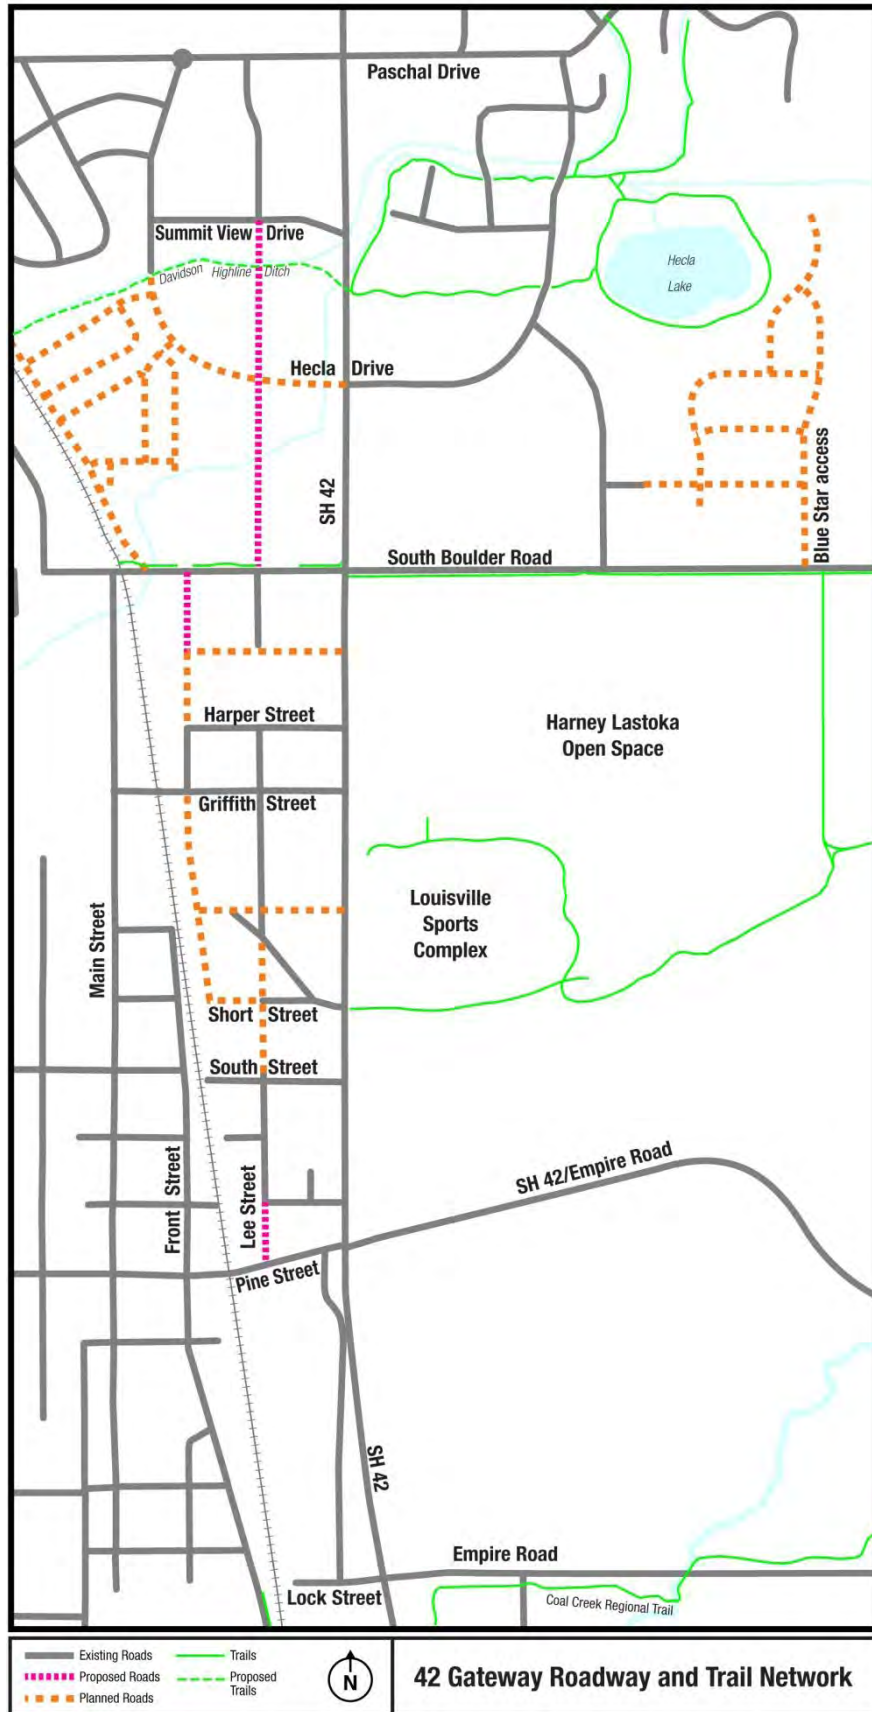 Paschal Drive
Summit View Drive
Davidson Highline Ditch
Hecla
Lake
Hecla Drive
SH 42
Blue Star access
South Boulder Road
Harper Street
Harney Lastoka
Open Space
Griffith Street
Louisville
Sports
Complex
Main Street
Short Street
South Street
SH 42/Empire Road
Front Street
Lee Street
Pine Street
SH 42
Empire Road
Lock Street
Coal Creek Regional Trail
Existing Roads
Proposed Roads
Planned Roads
Trails
Proposed
Trails
N
42 Gateway Roadway and Trail Network